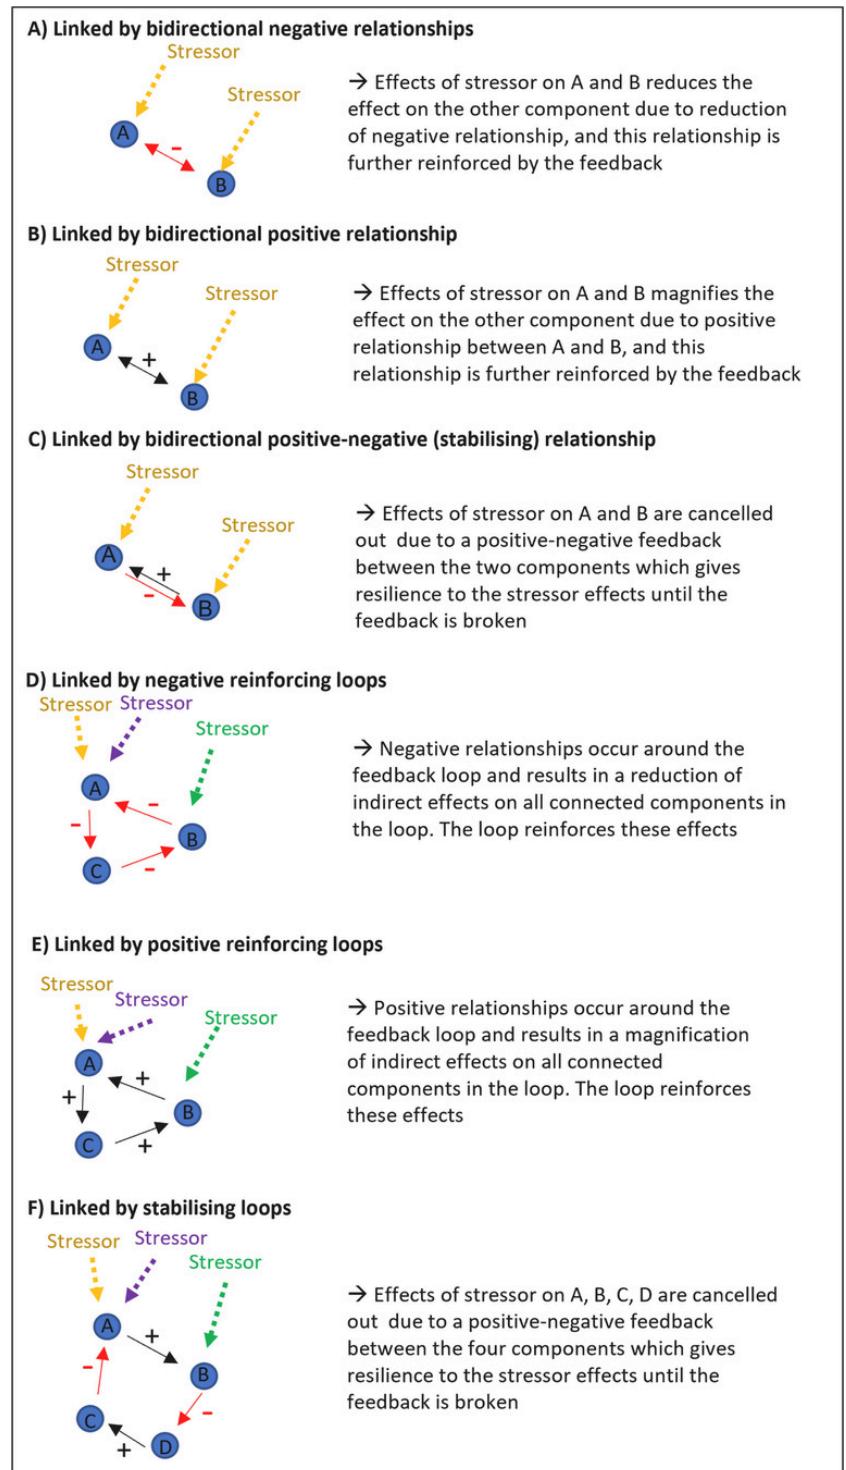 A) Linked by bidirectional negative relationships
Stressor
Stressor
A
-
B
→ Effects of stressor on A and B reduces the
effect on the other component due to reduction
of negative relationship, and this relationship is
further reinforced by the feedback
B) Linked by bidirectional positive relationship
Stressor
Stressor
A
+
B
→ Effects of stressor on A and B magnifies the
effect on the other component due to positive
relationship between A and B, and this
relationship is further reinforced by the feedback
C) Linked by bidirectional positive-negative (stabilising) relationship
Stressor
Stressor
A
+
-
B
→ Effects of stressor on A and B are cancelled
out due to a positive-negative feedback
between the two components which gives
resilience to the stressor effects until the
feedback is broken
D) Linked by negative reinforcing loops
Stressor Stressor
Stressor
A
-
-
B
C
-
→ Negative relationships occur around the
feedback loop and results in a reduction of
indirect effects on all connected components in
the loop. The loop reinforces these effects
E) Linked by positive reinforcing loops
Stressor
Stressor
Stressor
A
+
+
B
C
+
→ Positive relationships occur around the
feedback loop and results in a magnification
of indirect effects on all connected
components in the loop. The loop reinforces
these effects
F) Linked by stabilising loops
Stressor Stressor
Stressor
A
+
-
B
-
C
+
D
→ Effects of stressor on A, B, C, D are cancelled
out due to a positive-negative feedback
between the four components which gives
resilience to the stressor effects until the
feedback is broken